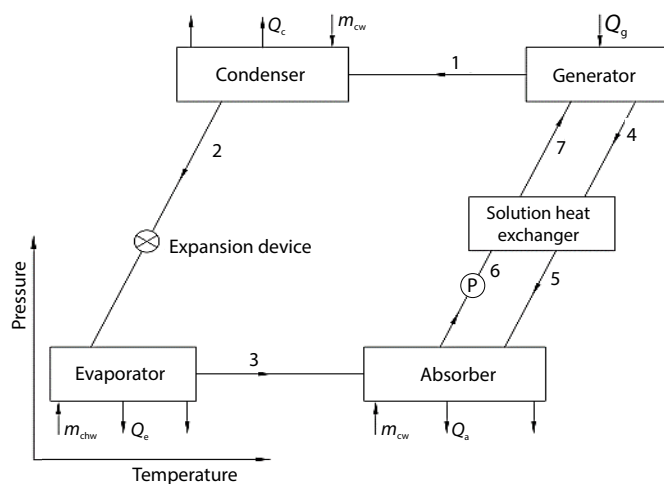 Q_c
m_cw
Q_g
Condenser
1
Generator
2
7
4
Solution heat
exchanger
Expansion device
6
P
5
Pressure
Evaporator
3
Absorber
m_chw
Q_e
m_cw
Q_a
Temperature